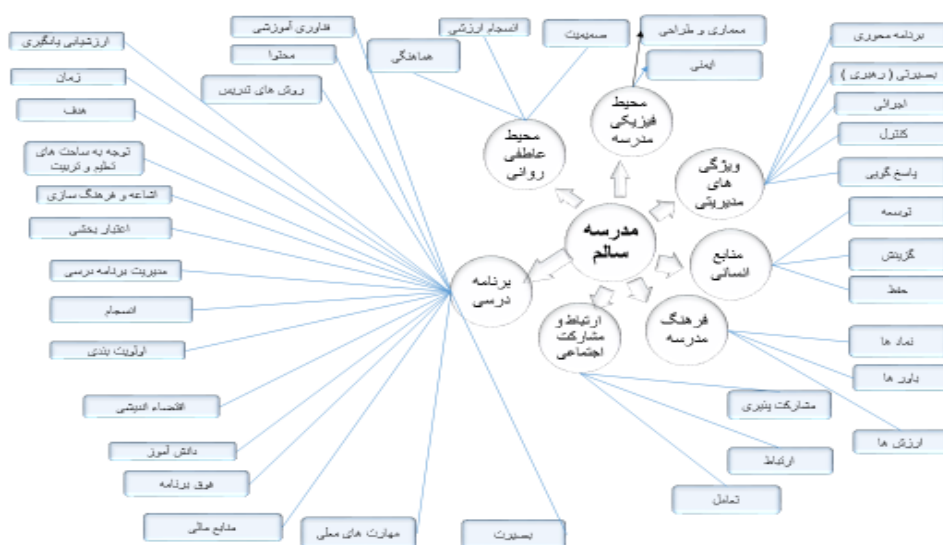 فناوری آموزشی
محتوا
روش های تدریس
ارزشیابی یادگیری
زمان
هدف
توجه به ساحت های
تعلیم و تربیت
اشاعه و فرهنگ سازی
اعتبار بخشی
مدیریت برنامه درسی
انسجام
اولویت بندی
اقتضاء اندیشی
دانش آموز
فوق برنامه
منابع مالی
مهارت های معلمی
بصیرت
انسجام ارزشی
صمیمیت
هماهنگی
معماری و طراحی
ایمنی
برنامه محوری
بصیرتی ( رهبری )
اجرائی
کنترل
پاسخ گویی
توسعه
گزینش
حفظ
نماد ها
باور ها
ارزش ها
مشارکت پذیری
ارتباط
تعامل
محیط
عاطفی
روانی
محیط
فیزیکی
مدرسه
ویژگی
های
مدیریتی
منابع
انسانی
فرهنگ
مدرسه
ارتباط و
مشارکت
اجتماعی
برنامه
درسی
مدرسه
سالم